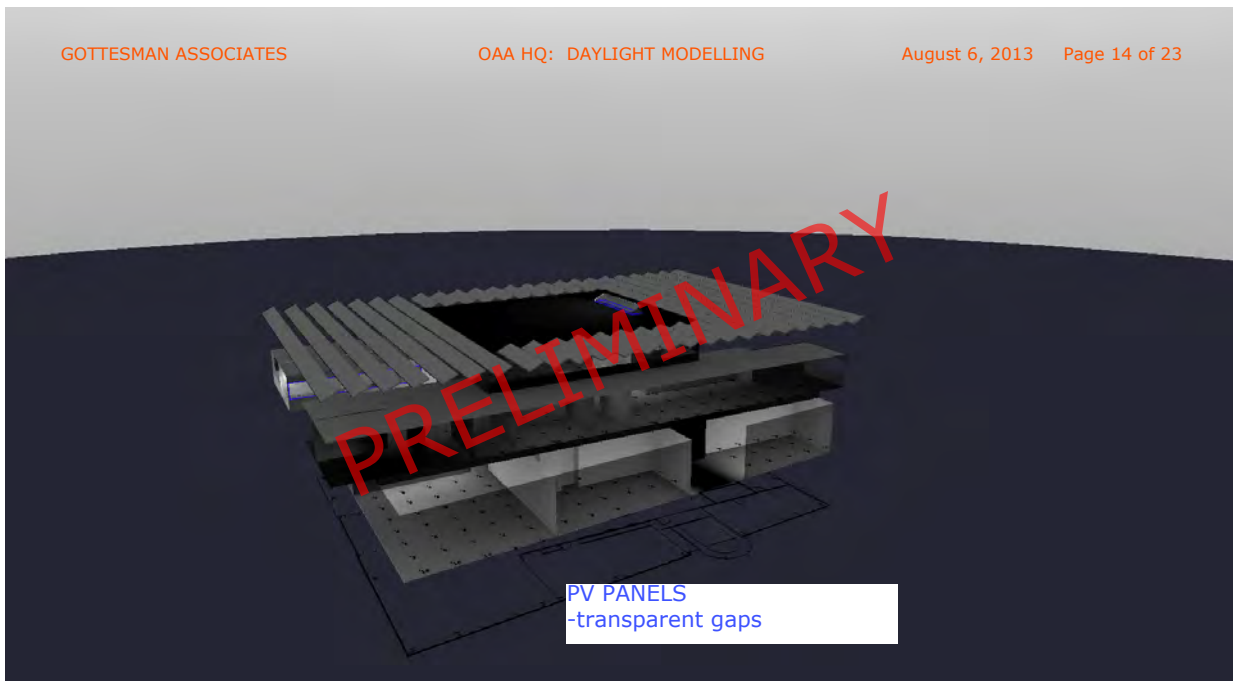 GOTTESMAN ASSOCIATES OAA HQ: DAYLIGHT MODELLING August 6, 2013 Page 14 of 23
PRELIMINARY
PV PANELS
-transparent gaps